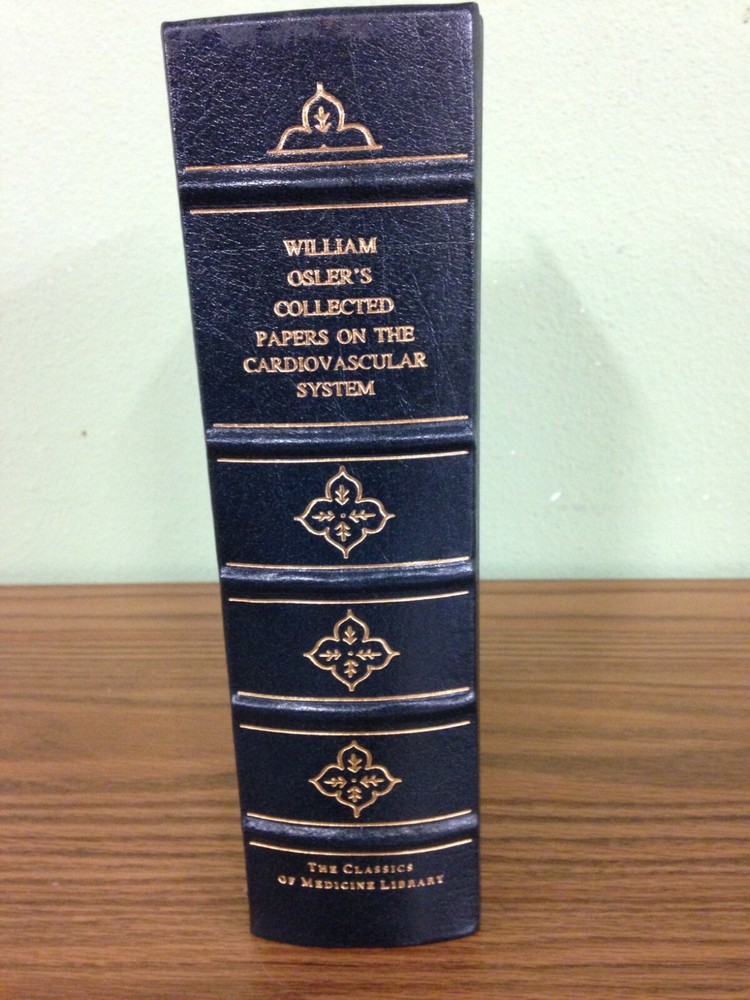 WILLIAM
OSLER'S
COLLECTED
PAPERS ON THE
CARDIOVASCULAR
SYSTEM
THE CLASSICS
OF MEDICINE LIBRARY